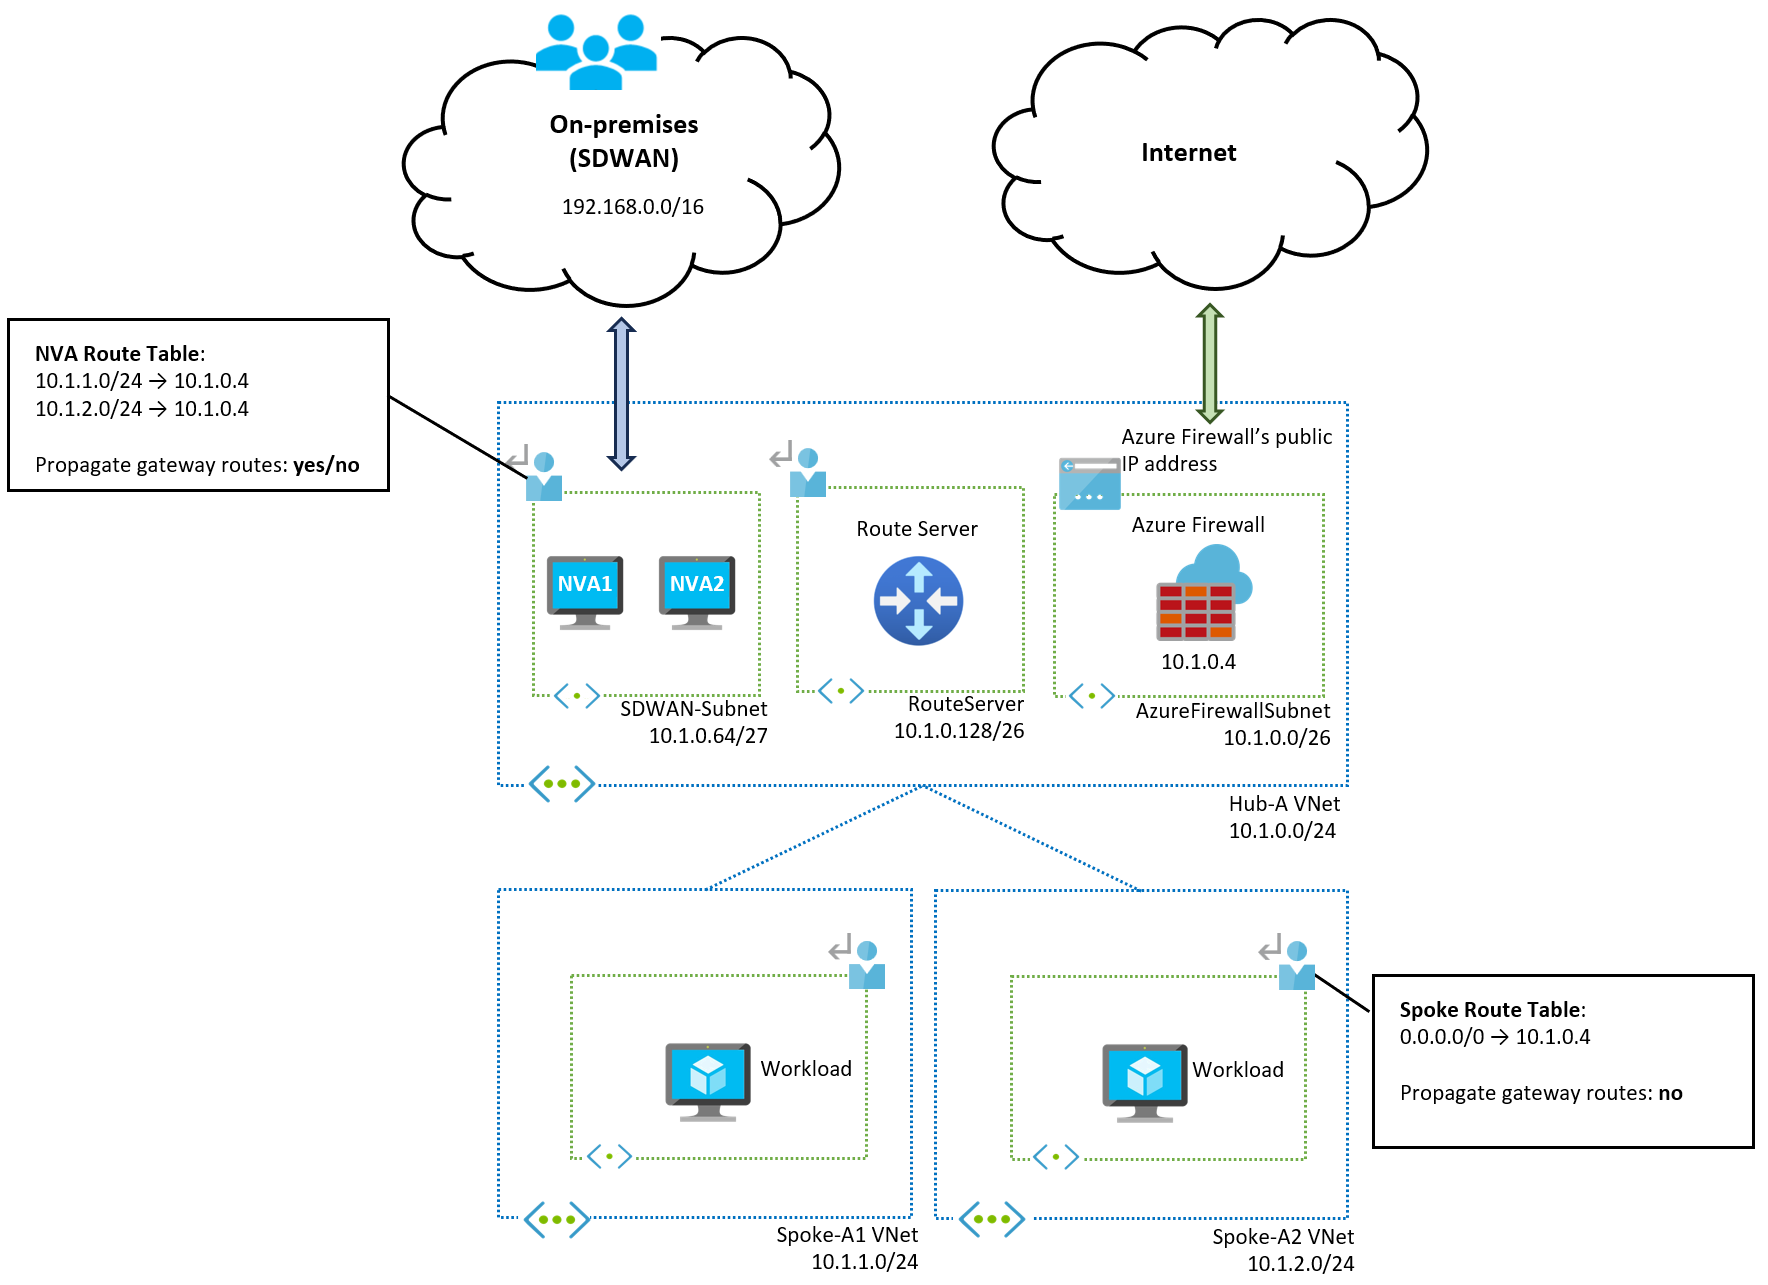 On-premises
(SDWAN)
192.168.0.0/16
Internet
NVA Route Table:
10.1.1.0/24 → 10.1.0.4
10.1.2.0/24 → 10.1.0.4
Propagate gateway routes: yes/no
Azure Firewall’s public
IP address
Route Server
Azure Firewall
NVA1
NVA2
10.1.0.4
SDWAN-Subnet
10.1.0.64/27
RouteServer
10.1.0.128/26
AzureFirewallSubnet
10.1.0.0/26
Hub-A VNet
10.1.0.0/24
Workload
Workload
Spoke Route Table:
0.0.0.0/0 → 10.1.0.4
Propagate gateway routes: no
Spoke-A1 VNet
10.1.1.0/24
Spoke-A2 VNet
10.1.2.0/24